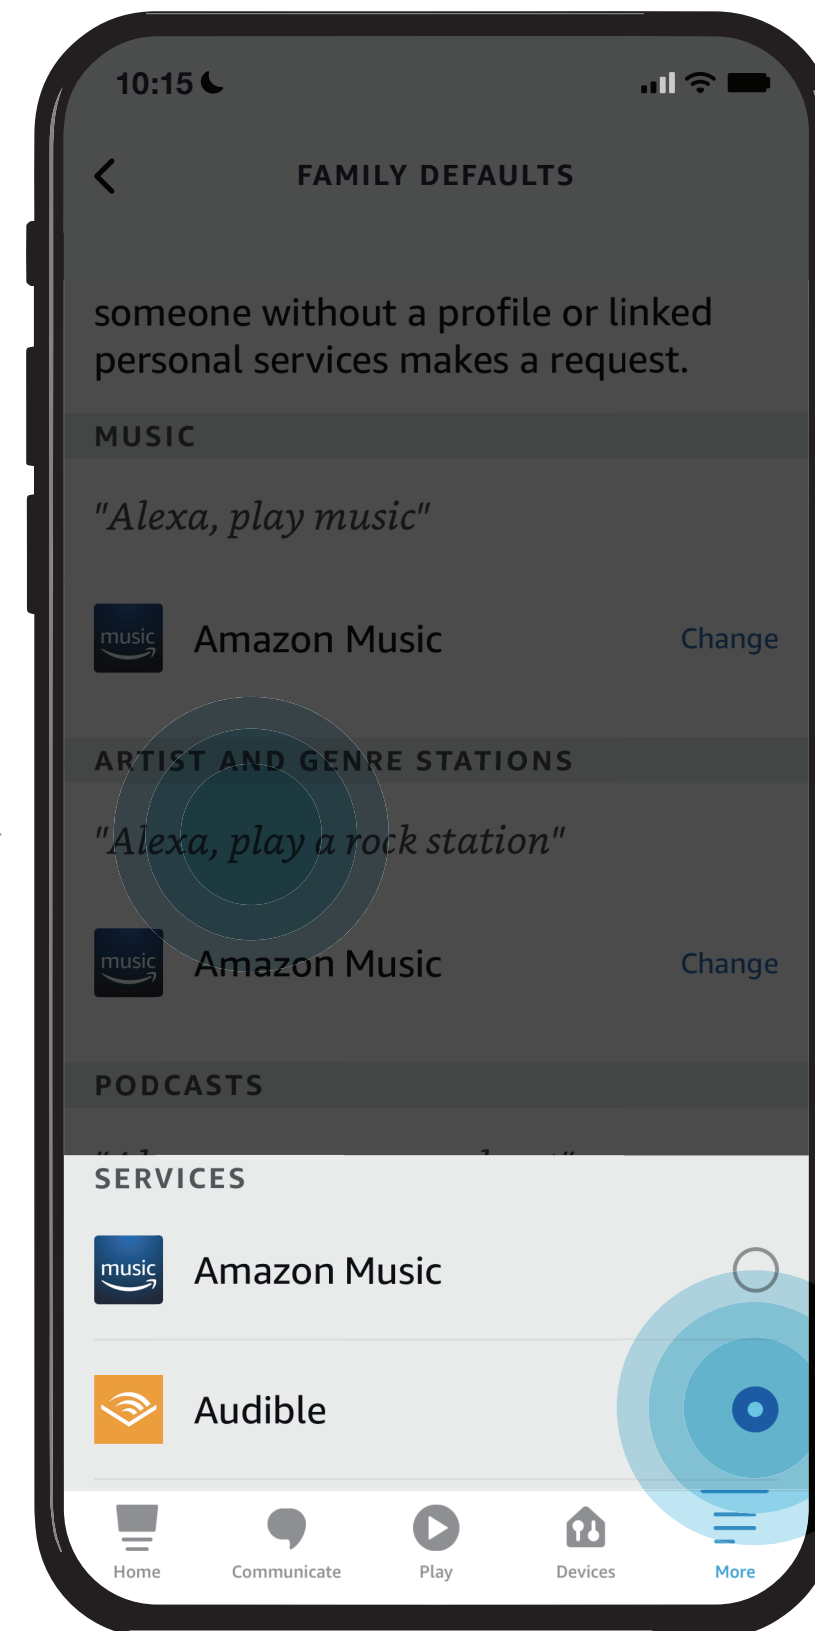 10:15
FAMILY DEFAULTS
someone without a profile or linked
personal services makes a request.
MUSIC
"Alexa, play music"
music Amazon Music Change
ARTIST AND GENRE STATIONS
"Alexa, play a rock station"
music Amazon Music Change
PODCASTS
SERVICES
music Amazon Music
Audible
Home Communicate Play Devices More